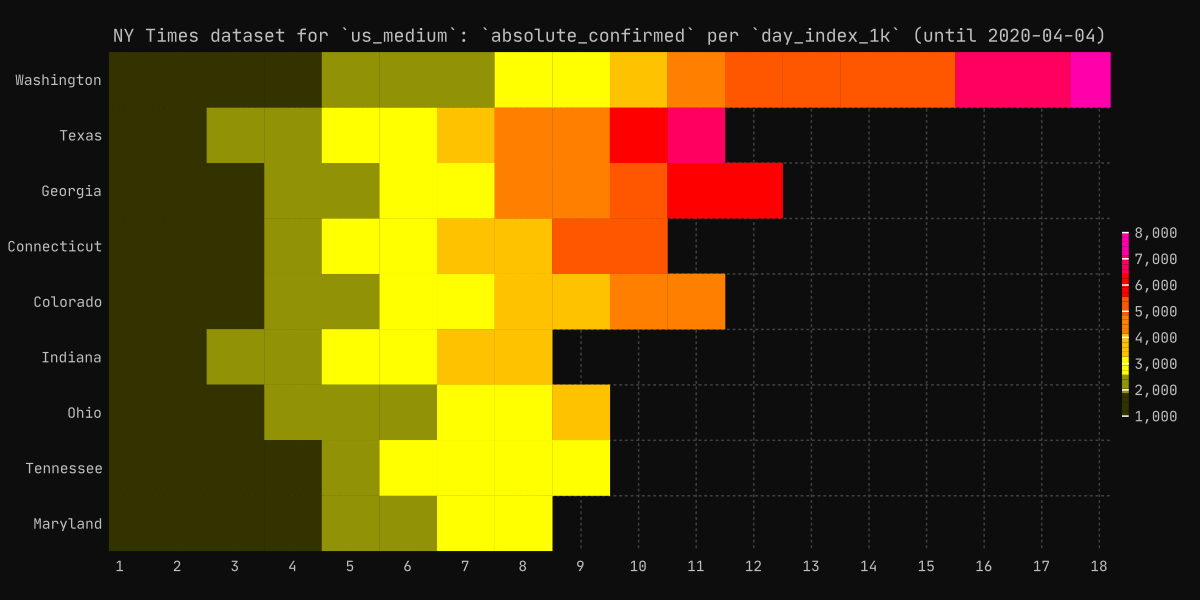 NY Times dataset for `us_medium`: `absolute_confirmed` per `day_index_1k` (until 2020-04-04)
Washington
Texas
Georgia
Connecticut
Colorado
Indiana
Ohio
Tennessee
Maryland
1 2 3 4 5 6 7 8 9 10 11 12 13 14 15 16 17 18
8,000
7,000
6,000
5,000
4,000
3,000
2,000
1,000